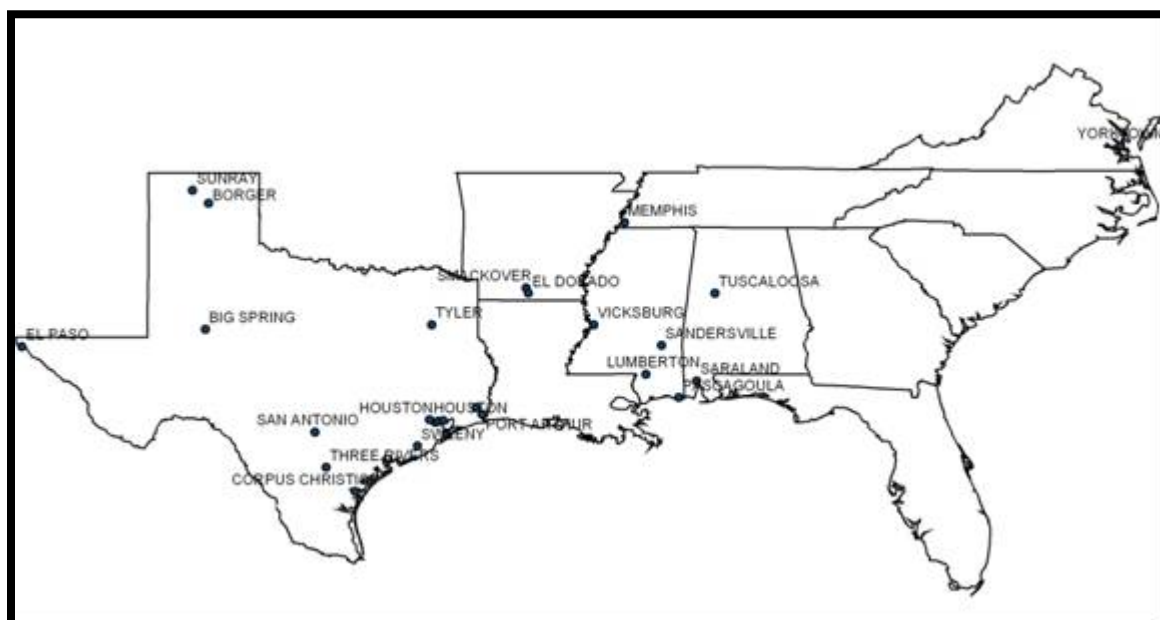 YORKTOWN
SUNRAY
BORGER
MEMPHIS
SMACKOVER
EL DORADO
TUSCALOOSA
BIG SPRING
TYLER
VICKSBURG
EL PASO
SANDERSVILLE
LUMBERTON
SARALAND
PASCAGOULA
SAN ANTONIO
HOUSTON
HOUSTON
PORT ARTHUR
SWEENY
THREE RIVERS
CORPUS CHRISTI